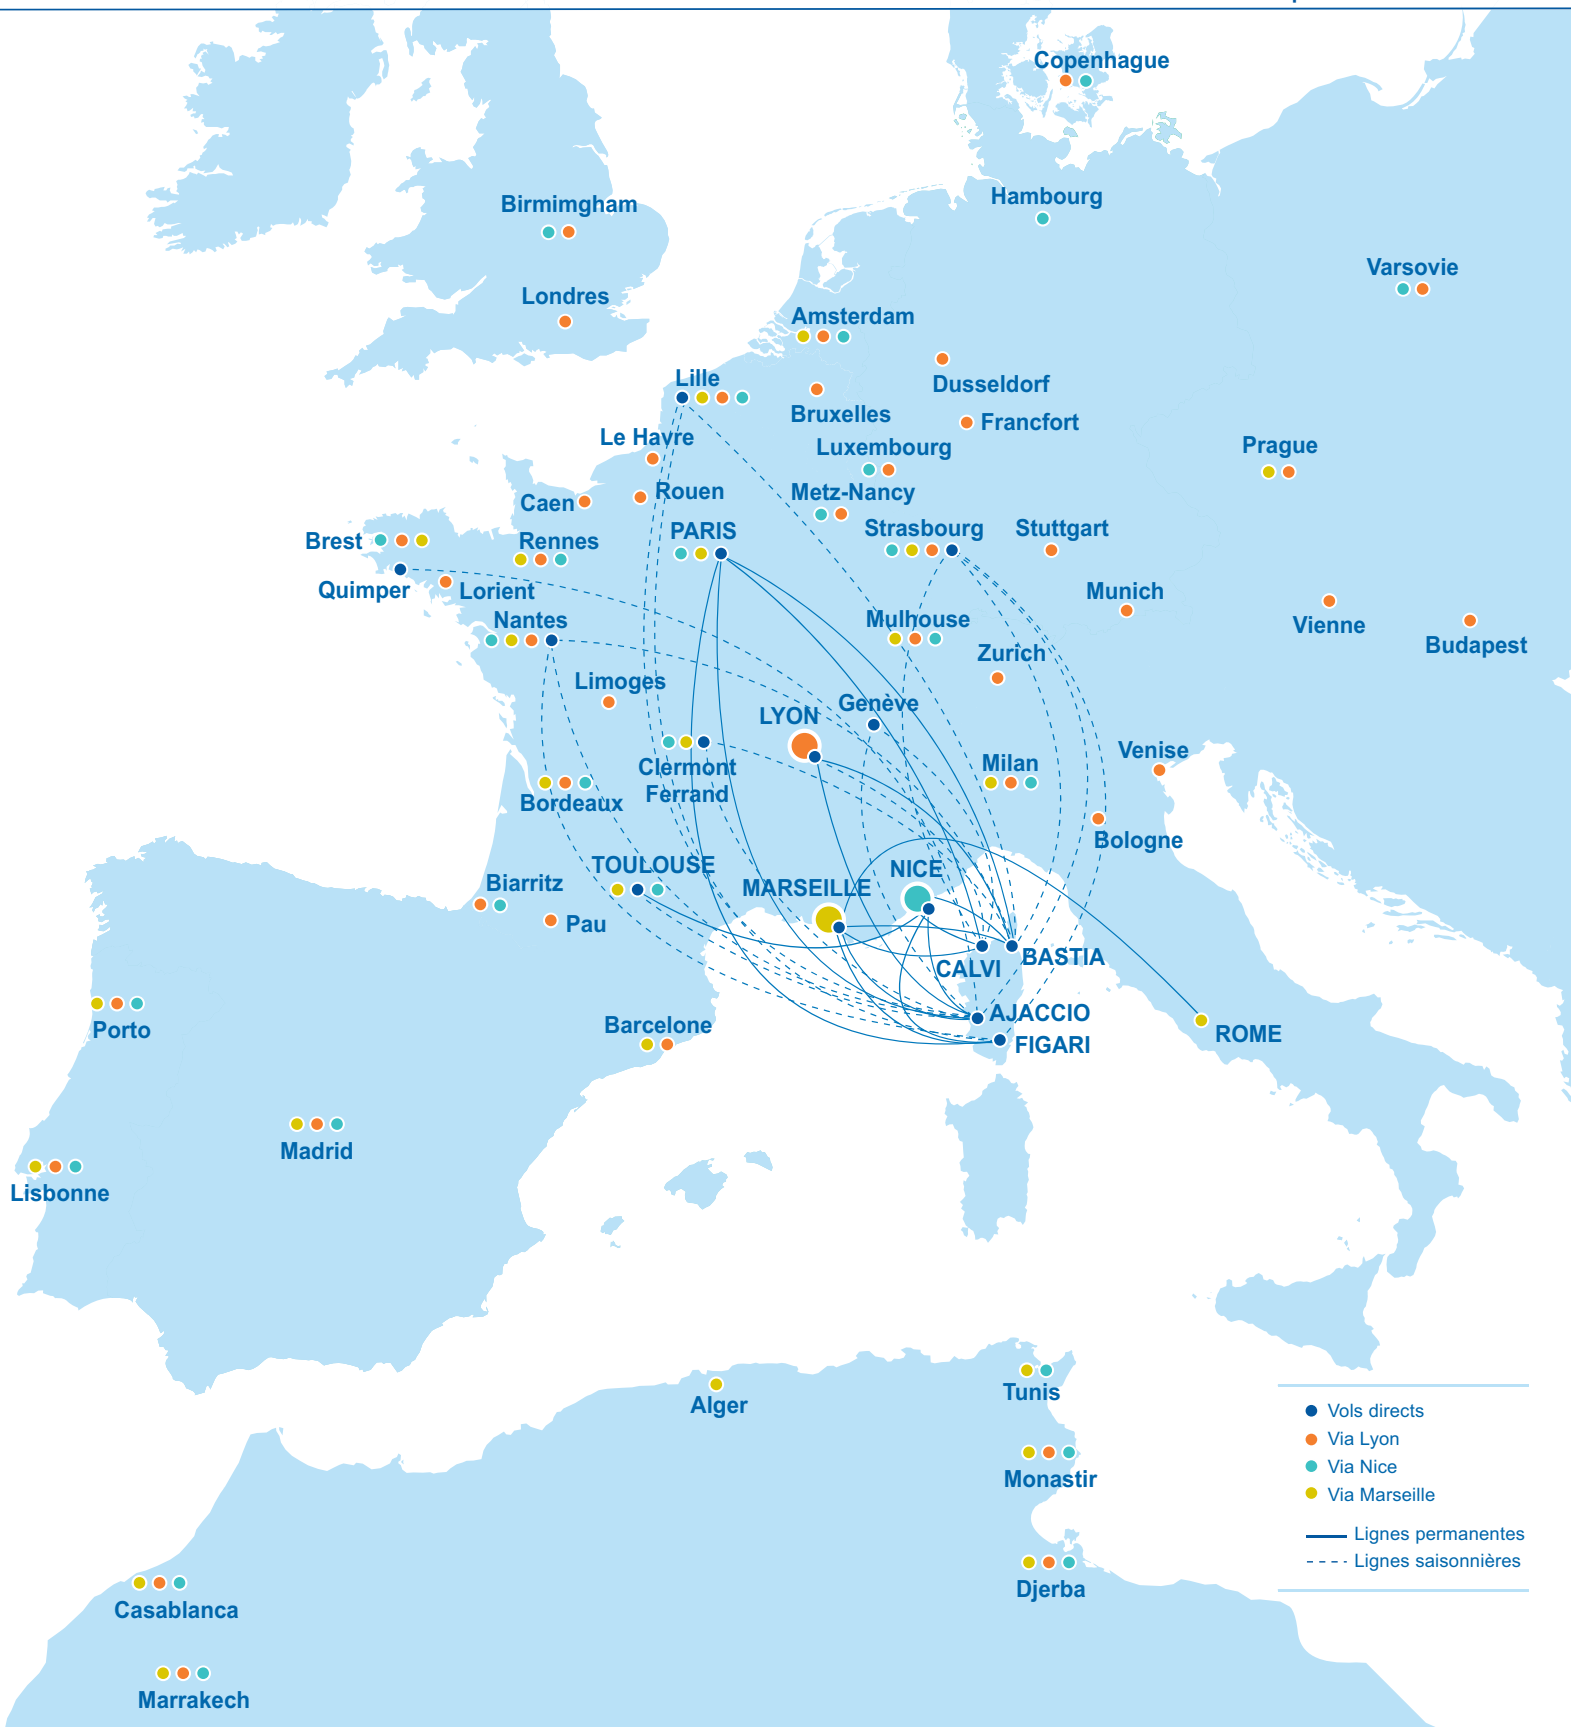 Copenhague
Birmimgham
Hambourg
Varsovie
Londres
Amsterdam
Lille
Dusseldorf
Bruxelles
Francfort
Le Havre
Luxembourg
Prague
Metz-Nancy
Rouen
Caen
PARIS
Strasbourg
Stuttgart
Brest
Rennes
Quimper
Lorient
Munich
Nantes
Mulhouse
Vienne
Budapest
Zurich
Limoges
Genève
LYON
Venise
Milan
Clermont
Ferrand
Bordeaux
Bologne
TOULOUSE
NICE
MARSEILLE
Biarritz
Pau
BASTIA
CALVI
AJACCIO
Porto
Barcelone
ROME
FIGARI
Madrid
Lisbonne
Tunis
Alger
Vols directs
Via Lyon
Via Nice
Monastir
Via Marseille
Lignes permanentes
Lignes saisonnières
Djerba
Casablanca
Marrakech